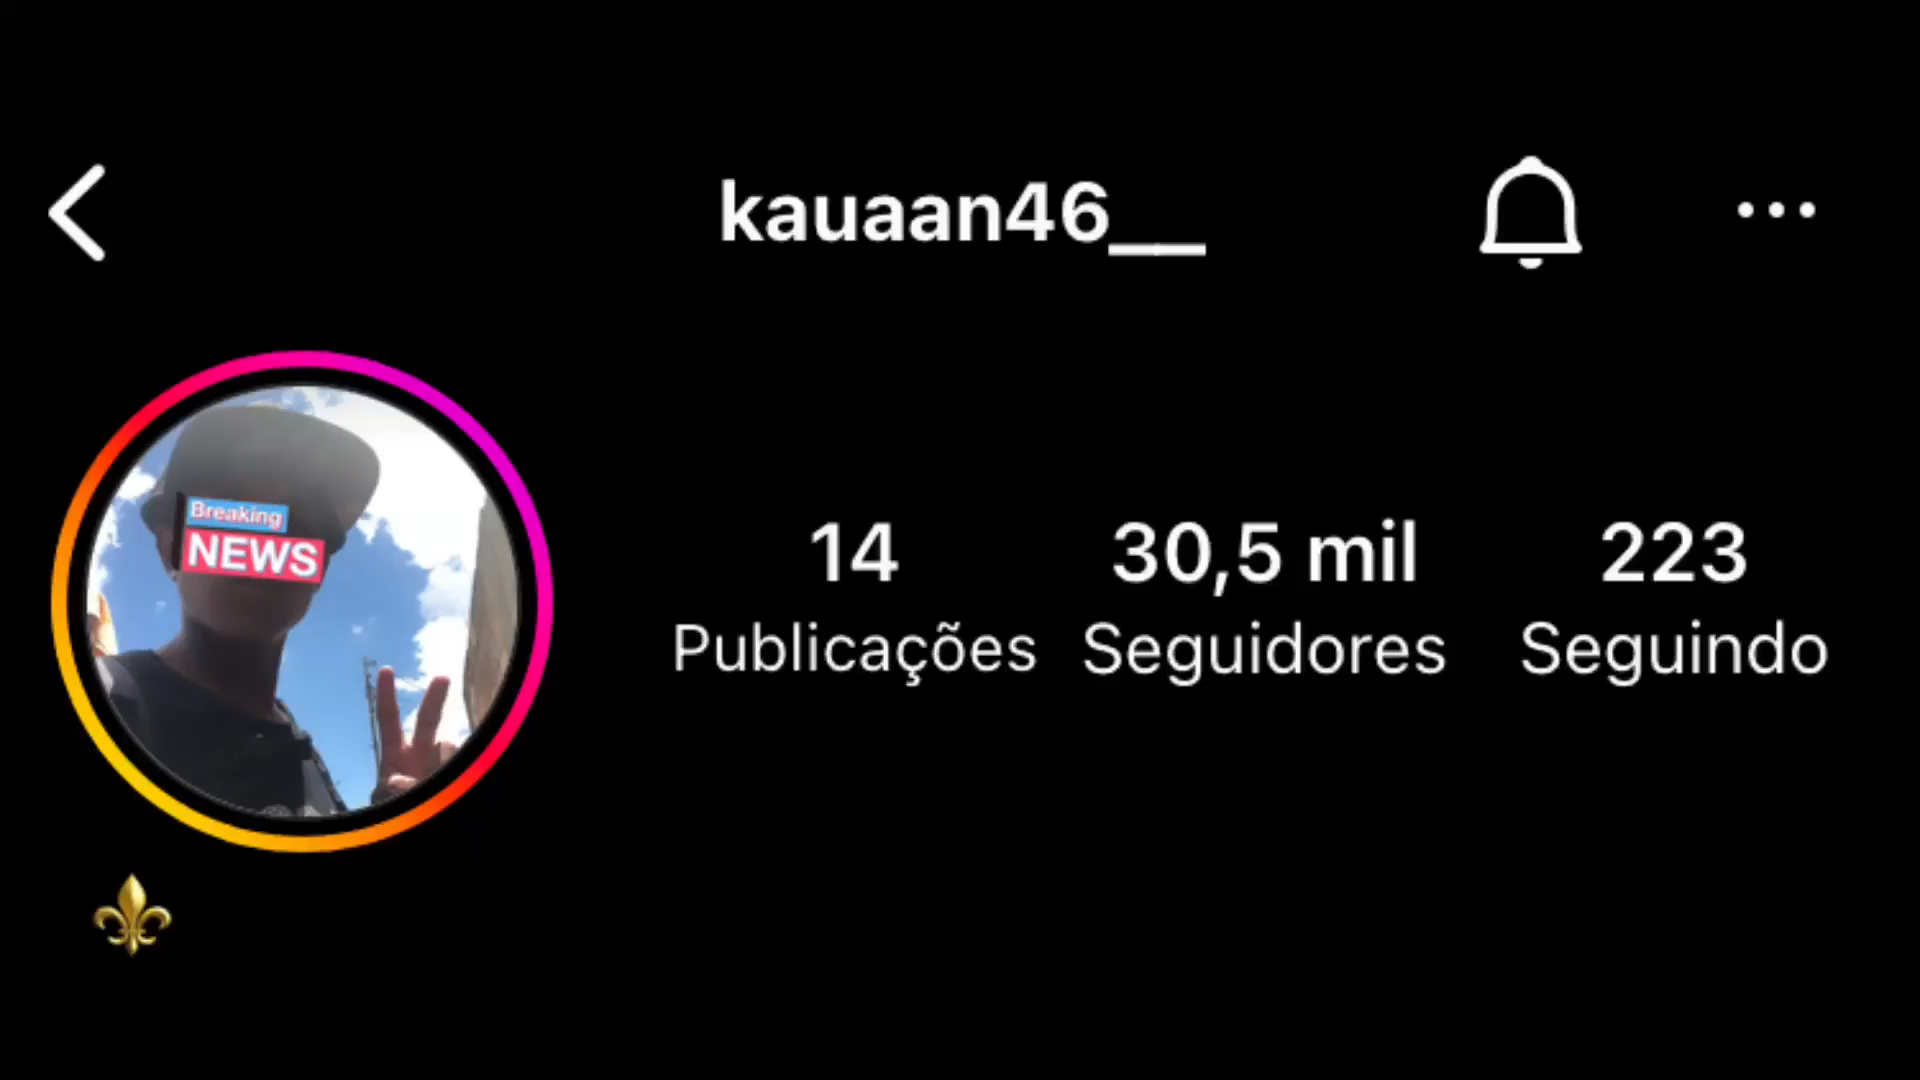 kauaan46__
Breaking
NEWS
14 30,5 mil 223
Publicações Seguidores Seguindo